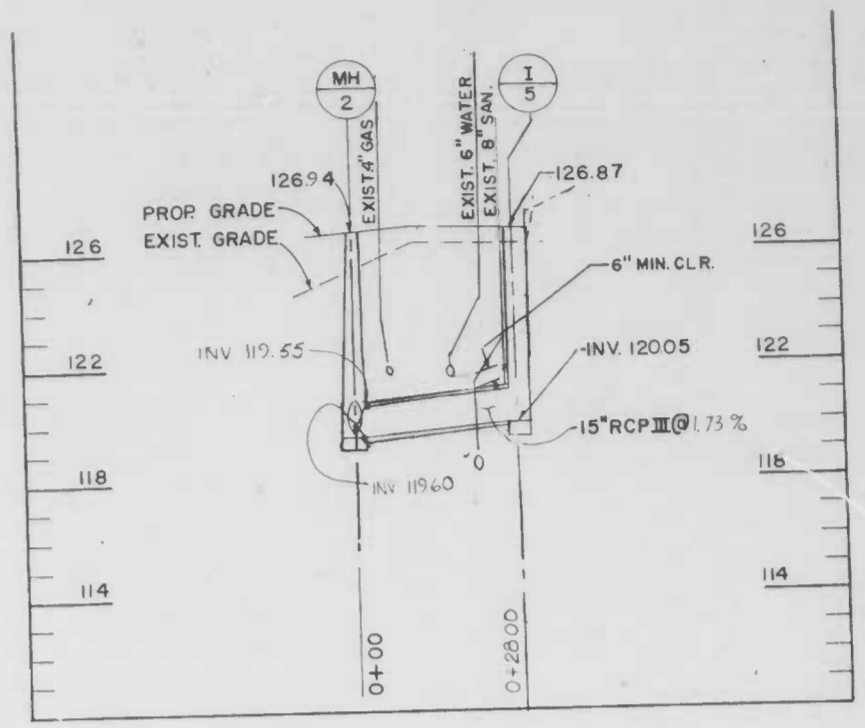 MH
2
I
5
EXIST. 4" GAS
EXIST. 6" WATER
EXIST. 8" SAN.
126.94
126.87
PROP. GRADE
EXIST. GRADE
126
126
6" MIN. CLR.
INV 119.55
INV. 120.05
122
122
15" RCP III @ 1.73 %
118
118
INV 119.60
114
114
0+00
0+28.00